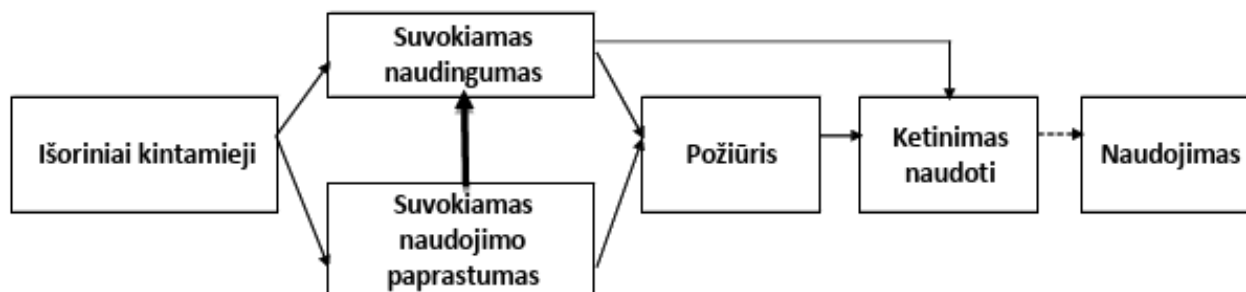 Suvokiamas
naudingumas
Išoriniai kintamieji
Suvokiamas
naudojimo
paprastumas
Požiūris
Ketinimas
naudoti
Naudojimas